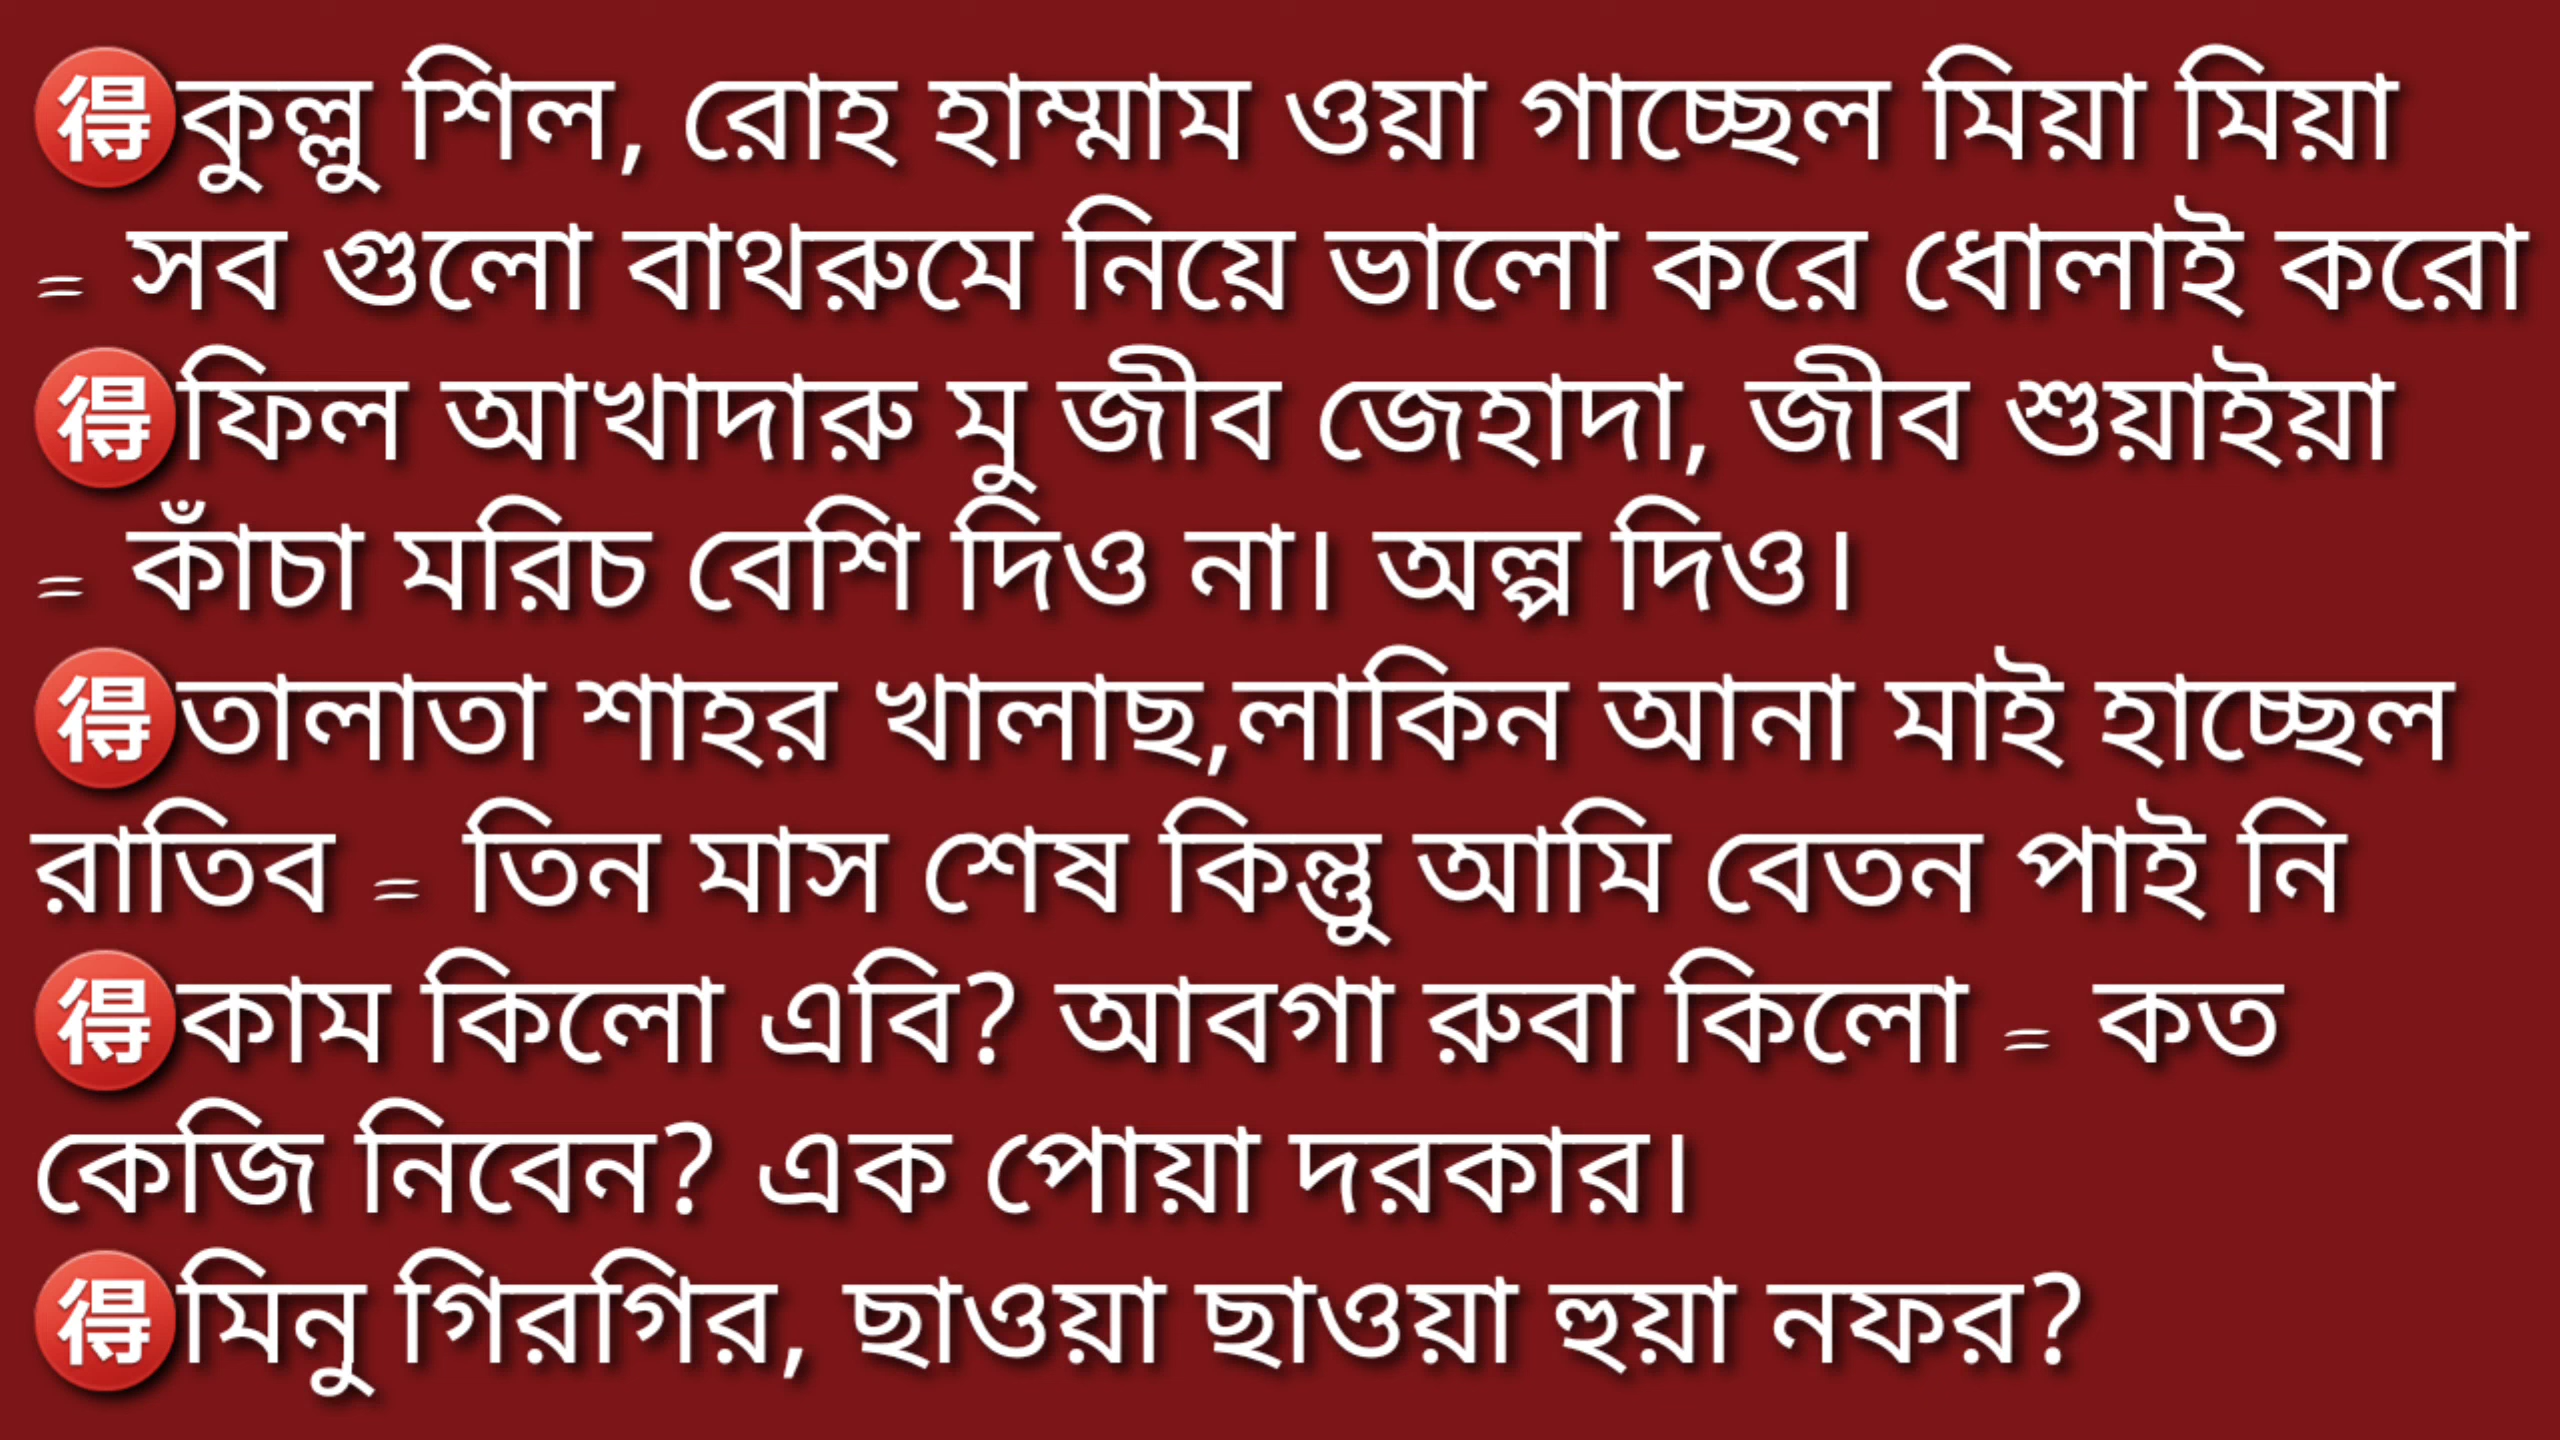 🉐কুল্লু শিল, রোহ হাম্মাম ওয়া গাচ্ছেল মিয়া মিয়া
= সব গুলো বাথরুমে নিয়ে ভালো করে ধোলাই করো
🉐ফিল আখাদারু মু জীব জেহাদা, জীব শুয়াইয়া
= কাঁচা মরিচ বেশি দিও না। অল্প দিও।
🉐তালাতা শাহর খালাছ,লাকিন আনা মাই হাচ্ছেল
রাতিব = তিন মাস শেষ কিন্তু আমি বেতন পাই নি
🉐কাম কিলো এবি? আবগা রুবা কিলো = কত
কেজি নিবেন? এক পোয়া দরকার।
🉐মিনু গিরগির, ছাওয়া ছাওয়া হুয়া নফর?